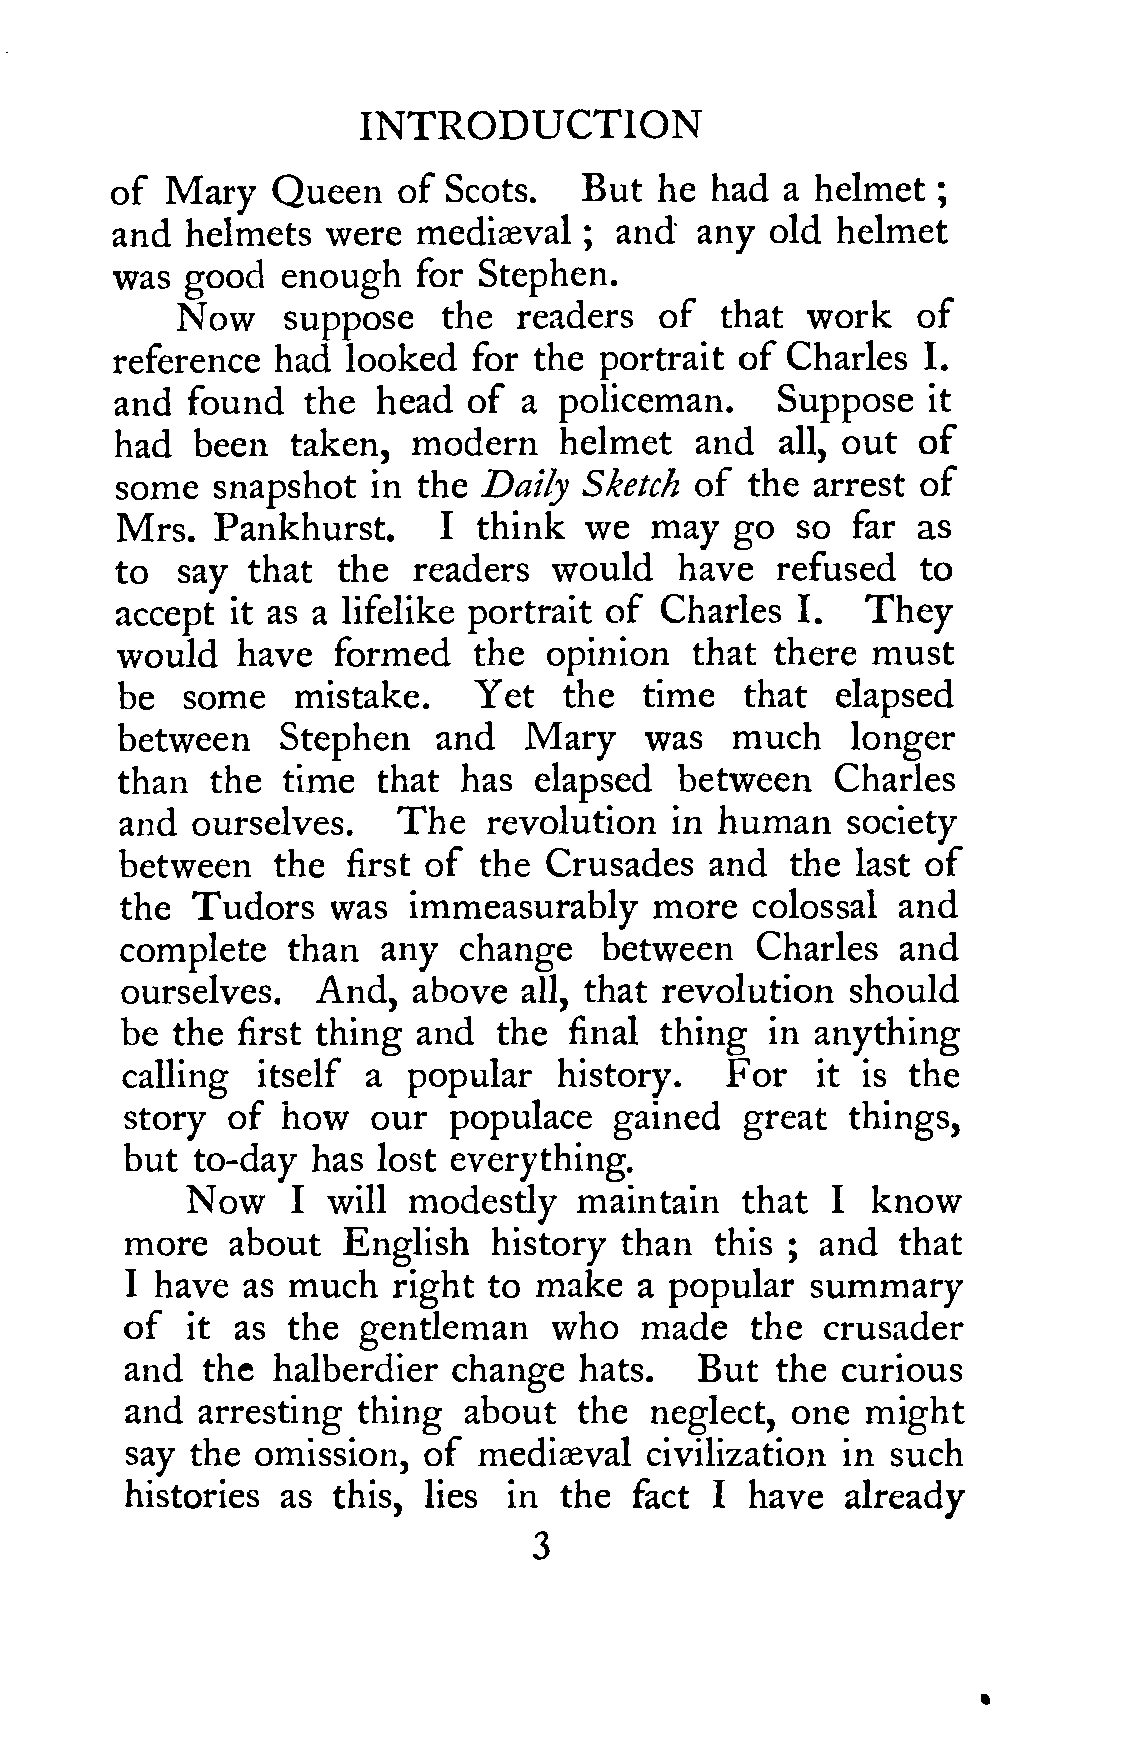 INTRODUCTION
of Mary Queen of Scots. But he had a helmet ;
and helmets were mediæval ; and any old helmet
was good enough for Stephen.
Now suppose the readers of that work of
reference had looked for the portrait of Charles I.
and found the head of a policeman. Suppose it
had been taken, modern helmet and all, out of
some snapshot in the Daily Sketch of the arrest of
Mrs. Pankhurst. I think we may go so far as
to say that the readers would have refused to
accept it as a lifelike portrait of Charles I. They
would have formed the opinion that there must
be some mistake. Yet the time that elapsed
between Stephen and Mary was much longer
than the time that has elapsed between Charles
and ourselves. The revolution in human society
between the first of the Crusades and the last of
the Tudors was immeasurably more colossal and
complete than any change between Charles and
ourselves. And, above all, that revolution should
be the first thing and the final thing in anything
calling itself a popular history. For it is the
story of how our populace gained great things,
but to-day has lost everything.
Now I will modestly maintain that I know
more about English history than this ; and that
I have as much right to make a popular summary
of it as the gentleman who made the crusader
and the halberdier change hats. But the curious
and arresting thing about the neglect, one might
say the omission, of mediæval civilization in such
histories as this, lies in the fact I have already
3